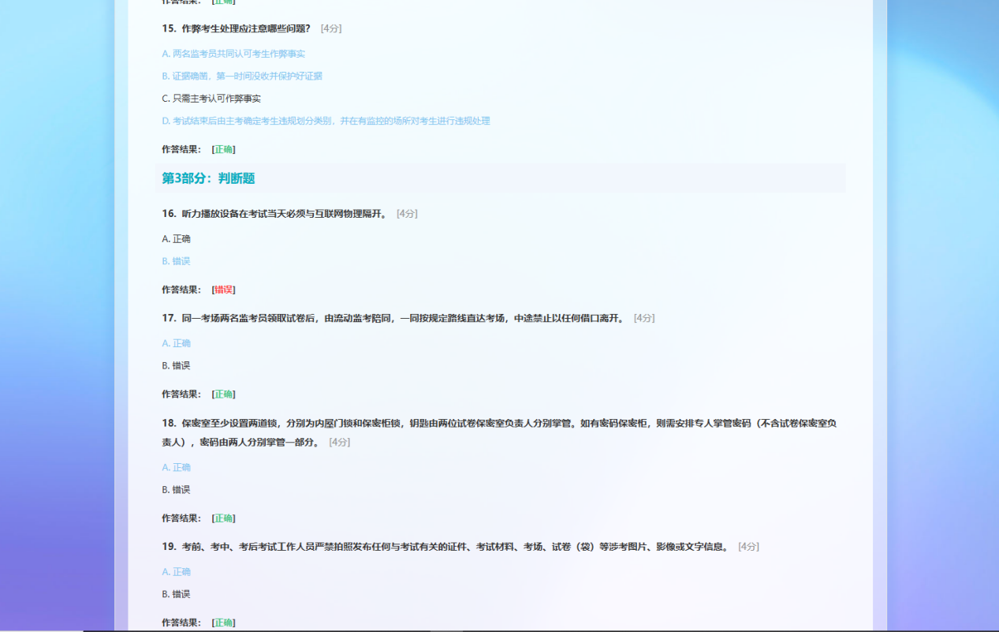 作答结果： [正确]
15. 作弊考生处理应注意哪些问题？ [4分]
A. 两名监考员共同认可考生作弊事实
B. 证据确凿，第一时间没收并保护好证据
C. 只需主考认可作弊事实
D. 考试结束后由主考确定考生违规划分类别，并在有监控的场所对考生进行违规处理
作答结果： [正确]
第3部分：判断题
16. 听力播放设备在考试当天必须与互联网物理隔开。 [4分]
A. 正确
B. 错误
作答结果： [错误]
17. 同一考场两名监考员领取试卷后，由流动监考陪同，一同按规定路线直达考场，中途禁止以任何借口离开。 [4分]
A. 正确
B. 错误
作答结果： [正确]
18. 保密室至少设置两道锁，分别为内屋门锁和保密柜锁，钥匙由两位试卷保密室负责人分别掌管。如有密码保密柜，则需安排专人掌管密码（不含试卷保密室负
责人），密码由两人分别掌管一部分。 [4分]
A. 正确
B. 错误
作答结果： [正确]
19. 考前、考中、考后考试工作人员严禁拍照发布任何与考试有关的证件、考试材料、考场、试卷（袋）等涉考图片、影像或文字信息。 [4分]
A. 正确
B. 错误
作答结果： [正确]